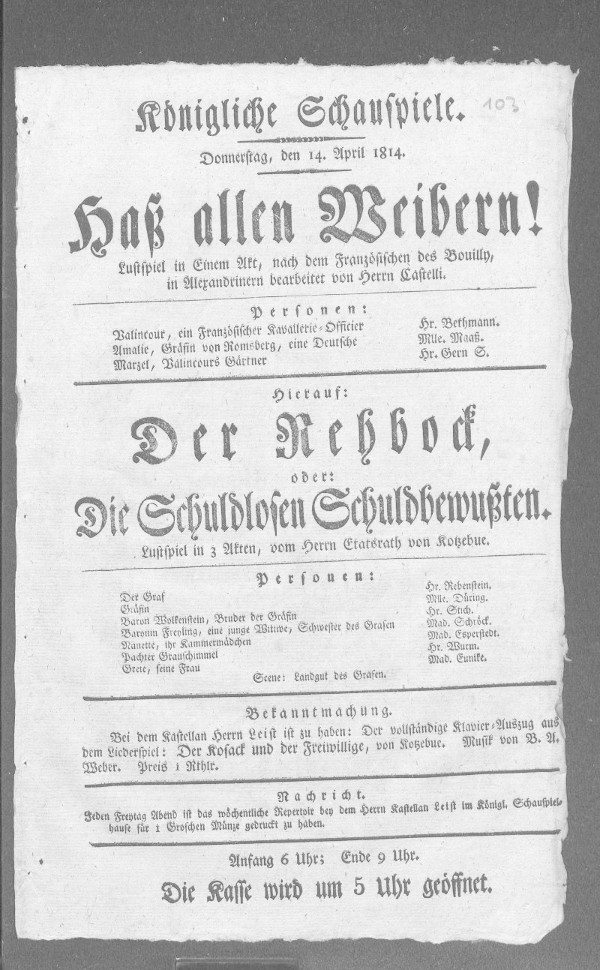 103
Königliche Schauspiele.
Donnerstag, den 14. April 1814.
Haß allen Weibern!
Lustspiel in Einem Akt, nach dem Französischen des Bouilly,
in Alexandrinern bearbeitet von Herrn Castelli.
Personen:
Valincour, ein Französischer Kavallerie-Officier Hr. Bethmann.
Amalie, Gräfin von Romsberg, eine Deutsche Mlle. Maaß.
Marzel, Valincours Gärtner Hr. Gern S.
Hierauf:
Der Rehbock,
oder:
Die Schuldlosen Schuldbewußten.
Lustspiel in 3 Akten, vom Herrn Etatsrath von Kotzebue.
Personen:
Der Graf Hr. Rebenstein.
Gräfin Mlle. Düring.
Baron Wolkenstein, Bruder der Gräfin Hr. Stich.
Baronin Freyling, eine junge Wittwe, Schwester des Grafen Mad. Schröck.
Nanette, ihr Kammermädchen Mad. Esperstedt.
Pachter Grauschimmel Hr. Wurm.
Grete, seine Frau Mad. Eunike.
Scene: Landgut des Grafen.
Bekanntmachung.
Bei dem Kastellan Herrn Leist ist zu haben: Der vollständige Klavier-Auszug aus
dem Liederspiel: Der Kosack und der Freiwillige, von Kotzebue. Musik von B. A.
Weber. Preis 1 Rthlr.
Nachricht.
Jeden Freytag Abend ist das wöchentliche Repertoir bey dem Herrn Kastellan Leist im Königl. Schauspiel-
hause für 1 Groschen Münze gedruckt zu haben.
Anfang 6 Uhr; Ende 9 Uhr.
Die Kasse wird um 5 Uhr geöffnet.